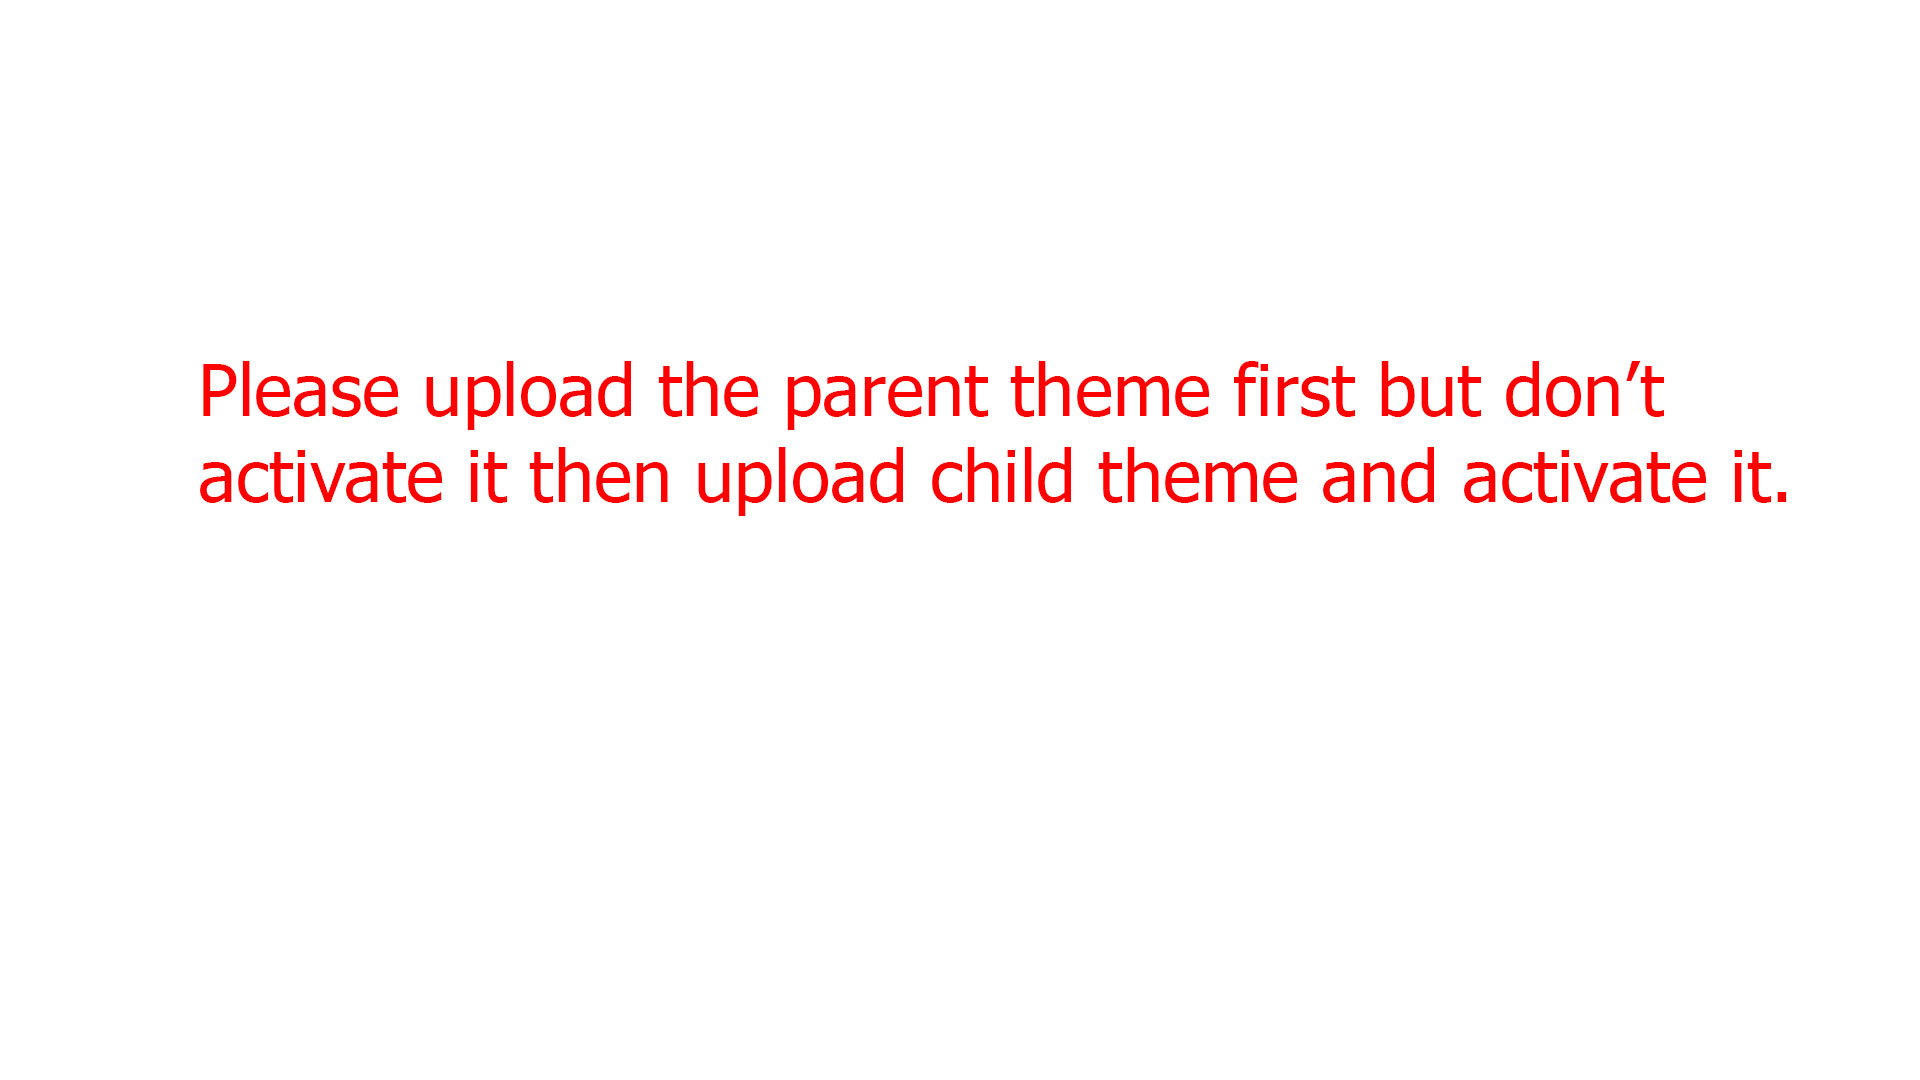 Please upload the parent theme first but don’t
activate it then upload child theme and activate it.